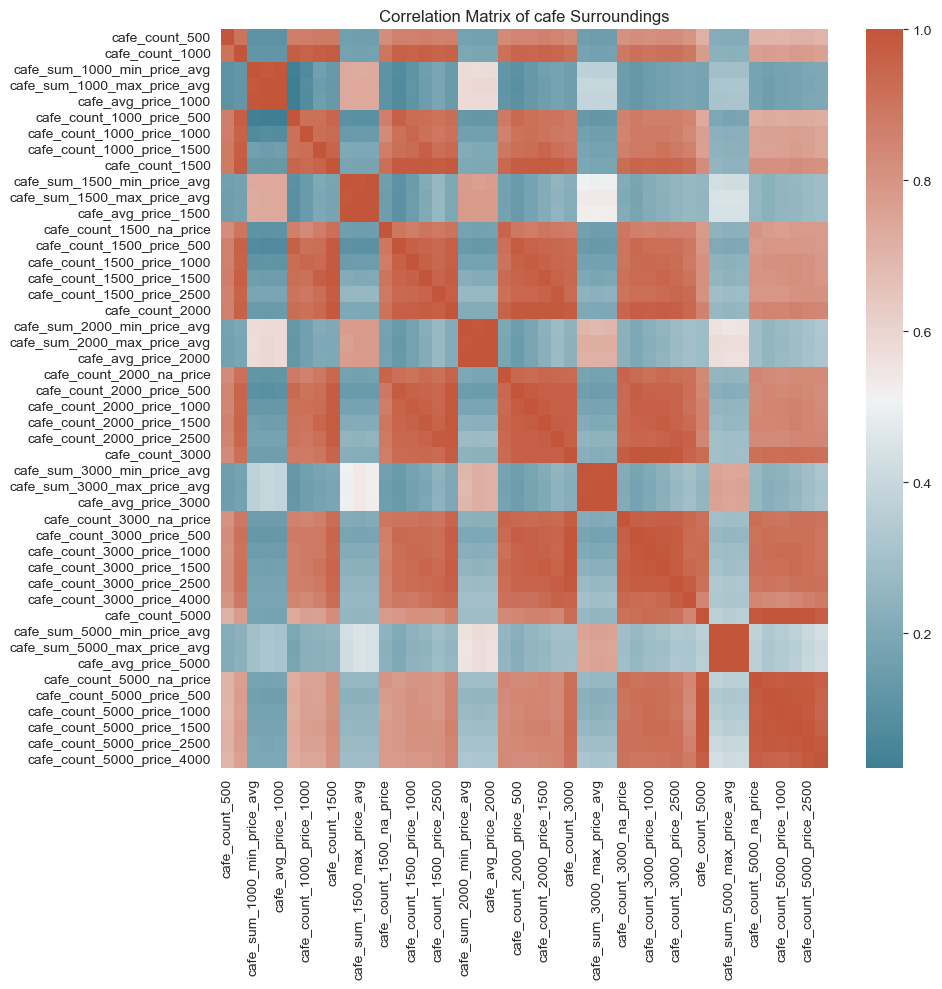 Correlation Matrix of cafe Surroundings
cafe_count_500
cafe_count_1000
cafe_sum_1000_min_price_avg
cafe_sum_1000_max_price_avg
cafe_avg_price_1000
cafe_count_1000_price_500
cafe_count_1000_price_1000
cafe_count_1000_price_1500
cafe_count_1500
cafe_sum_1500_min_price_avg
cafe_sum_1500_max_price_avg
cafe_avg_price_1500
cafe_count_1500_na_price
cafe_count_1500_price_500
cafe_count_1500_price_1000
cafe_count_1500_price_1500
cafe_count_1500_price_2500
cafe_count_2000
cafe_sum_2000_min_price_avg
cafe_sum_2000_max_price_avg
cafe_avg_price_2000
cafe_count_2000_na_price
cafe_count_2000_price_500
cafe_count_2000_price_1000
cafe_count_2000_price_1500
cafe_count_2000_price_2500
cafe_count_3000
cafe_sum_3000_min_price_avg
cafe_sum_3000_max_price_avg
cafe_avg_price_3000
cafe_count_3000_na_price
cafe_count_3000_price_500
cafe_count_3000_price_1000
cafe_count_3000_price_1500
cafe_count_3000_price_2500
cafe_count_3000_price_4000
cafe_count_5000
cafe_sum_5000_min_price_avg
cafe_sum_5000_max_price_avg
cafe_avg_price_5000
cafe_count_5000_na_price
cafe_count_5000_price_500
cafe_count_5000_price_1000
cafe_count_5000_price_1500
cafe_count_5000_price_2500
cafe_count_5000_price_4000
cafe_count_500
cafe_sum_1000_min_price_avg
cafe_avg_price_1000
cafe_count_1000_price_1000
cafe_count_1500
cafe_sum_1500_max_price_avg
cafe_count_1500_na_price
cafe_count_1500_price_1000
cafe_count_1500_price_2500
cafe_sum_2000_min_price_avg
cafe_avg_price_2000
cafe_count_2000_price_500
cafe_count_2000_price_1500
cafe_count_3000
cafe_sum_3000_max_price_avg
cafe_count_3000_na_price
cafe_count_3000_price_1000
cafe_count_3000_price_2500
cafe_count_5000
cafe_sum_5000_max_price_avg
cafe_count_5000_na_price
cafe_count_5000_price_1000
cafe_count_5000_price_2500
1.0
0.8
0.6
0.4
0.2